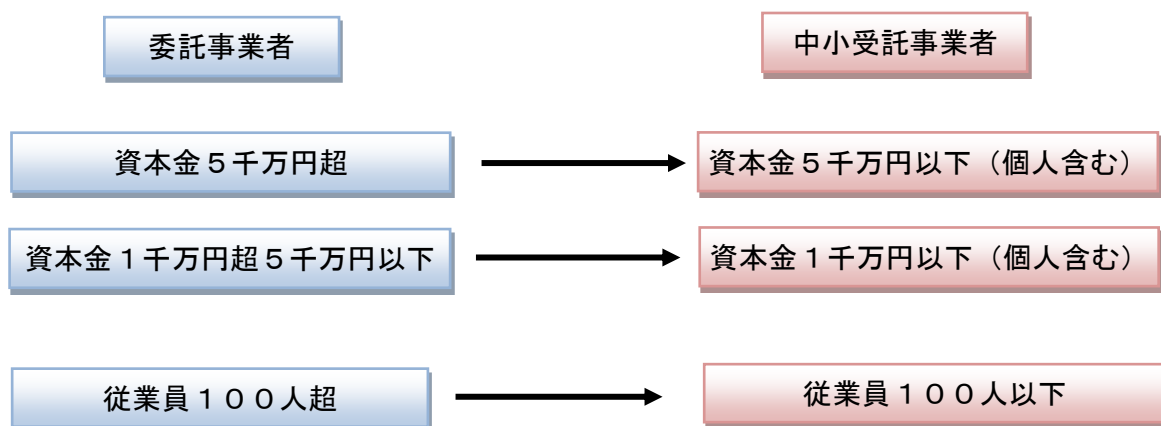 委託事業者
中小受託事業者
資本金５千万円超
資本金５千万円以下（個人含む）
資本金１千万円超５千万円以下
資本金１千万円以下（個人含む）
従業員１００人超
従業員１００人以下